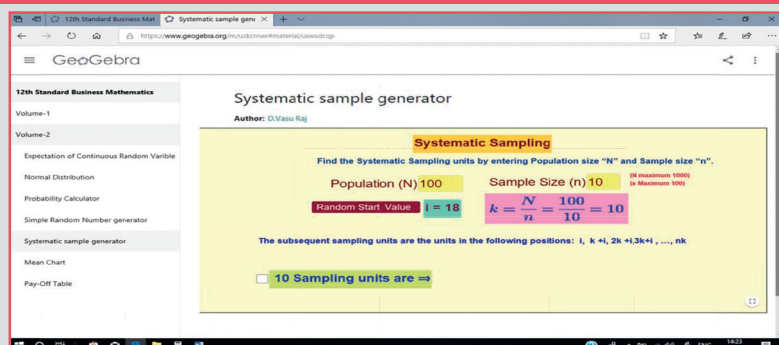 12th Standard Business Mat
Systematic sample gene
https://www.geogebra.org/m/uzkcrmwr#material/uxwxdcqp
GeoGebra
12th Standard Business Mathematics
Volume-1
Volume-2
Expectation of Continuous Random Varible
Normal Distribution
Probability Calculator
Simple Random Number generator
Systematic sample generator
Mean Chart
Pay-Off Table
Systematic sample generator
Author: D.Vasu Raj
Systematic Sampling
Find the Systematic Sampling units by entering Population size “N” and Sample size “n”.
Population (N) 100
Sample Size (n) 10
(N maximum 1000)
(n Maximum 100)
Random Start Value i = 18
k = N/n = 100/10 = 10
The subsequent sampling units are the units in the following positions: i, k +i, 2k +i,3k+i , ..., nk
10 Sampling units are ⇒
ENG
14:23